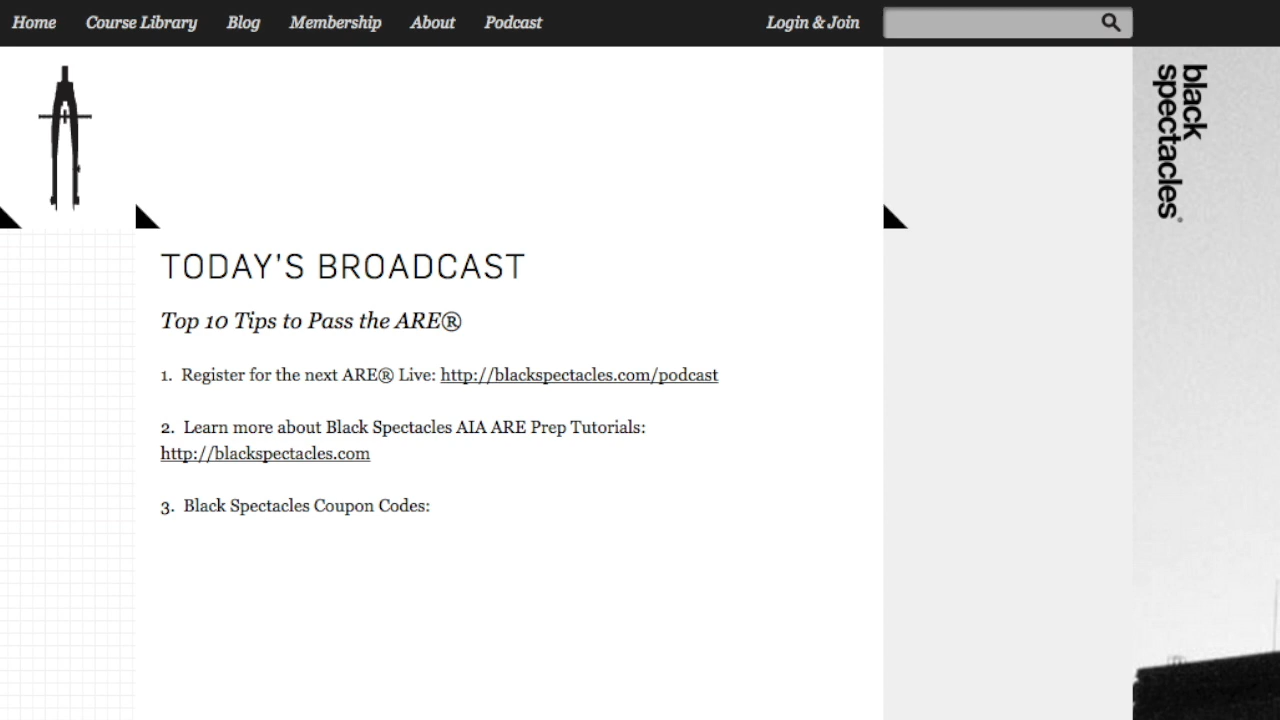 Home Course Library Blog Membership About Podcast Login & Join
black
spectacles®
TODAY'S BROADCAST
Top 10 Tips to Pass the ARE®
1. Register for the next ARE® Live: http://blackspectacles.com/podcast
2. Learn more about Black Spectacles AIA ARE Prep Tutorials:
http://blackspectacles.com
3. Black Spectacles Coupon Codes: